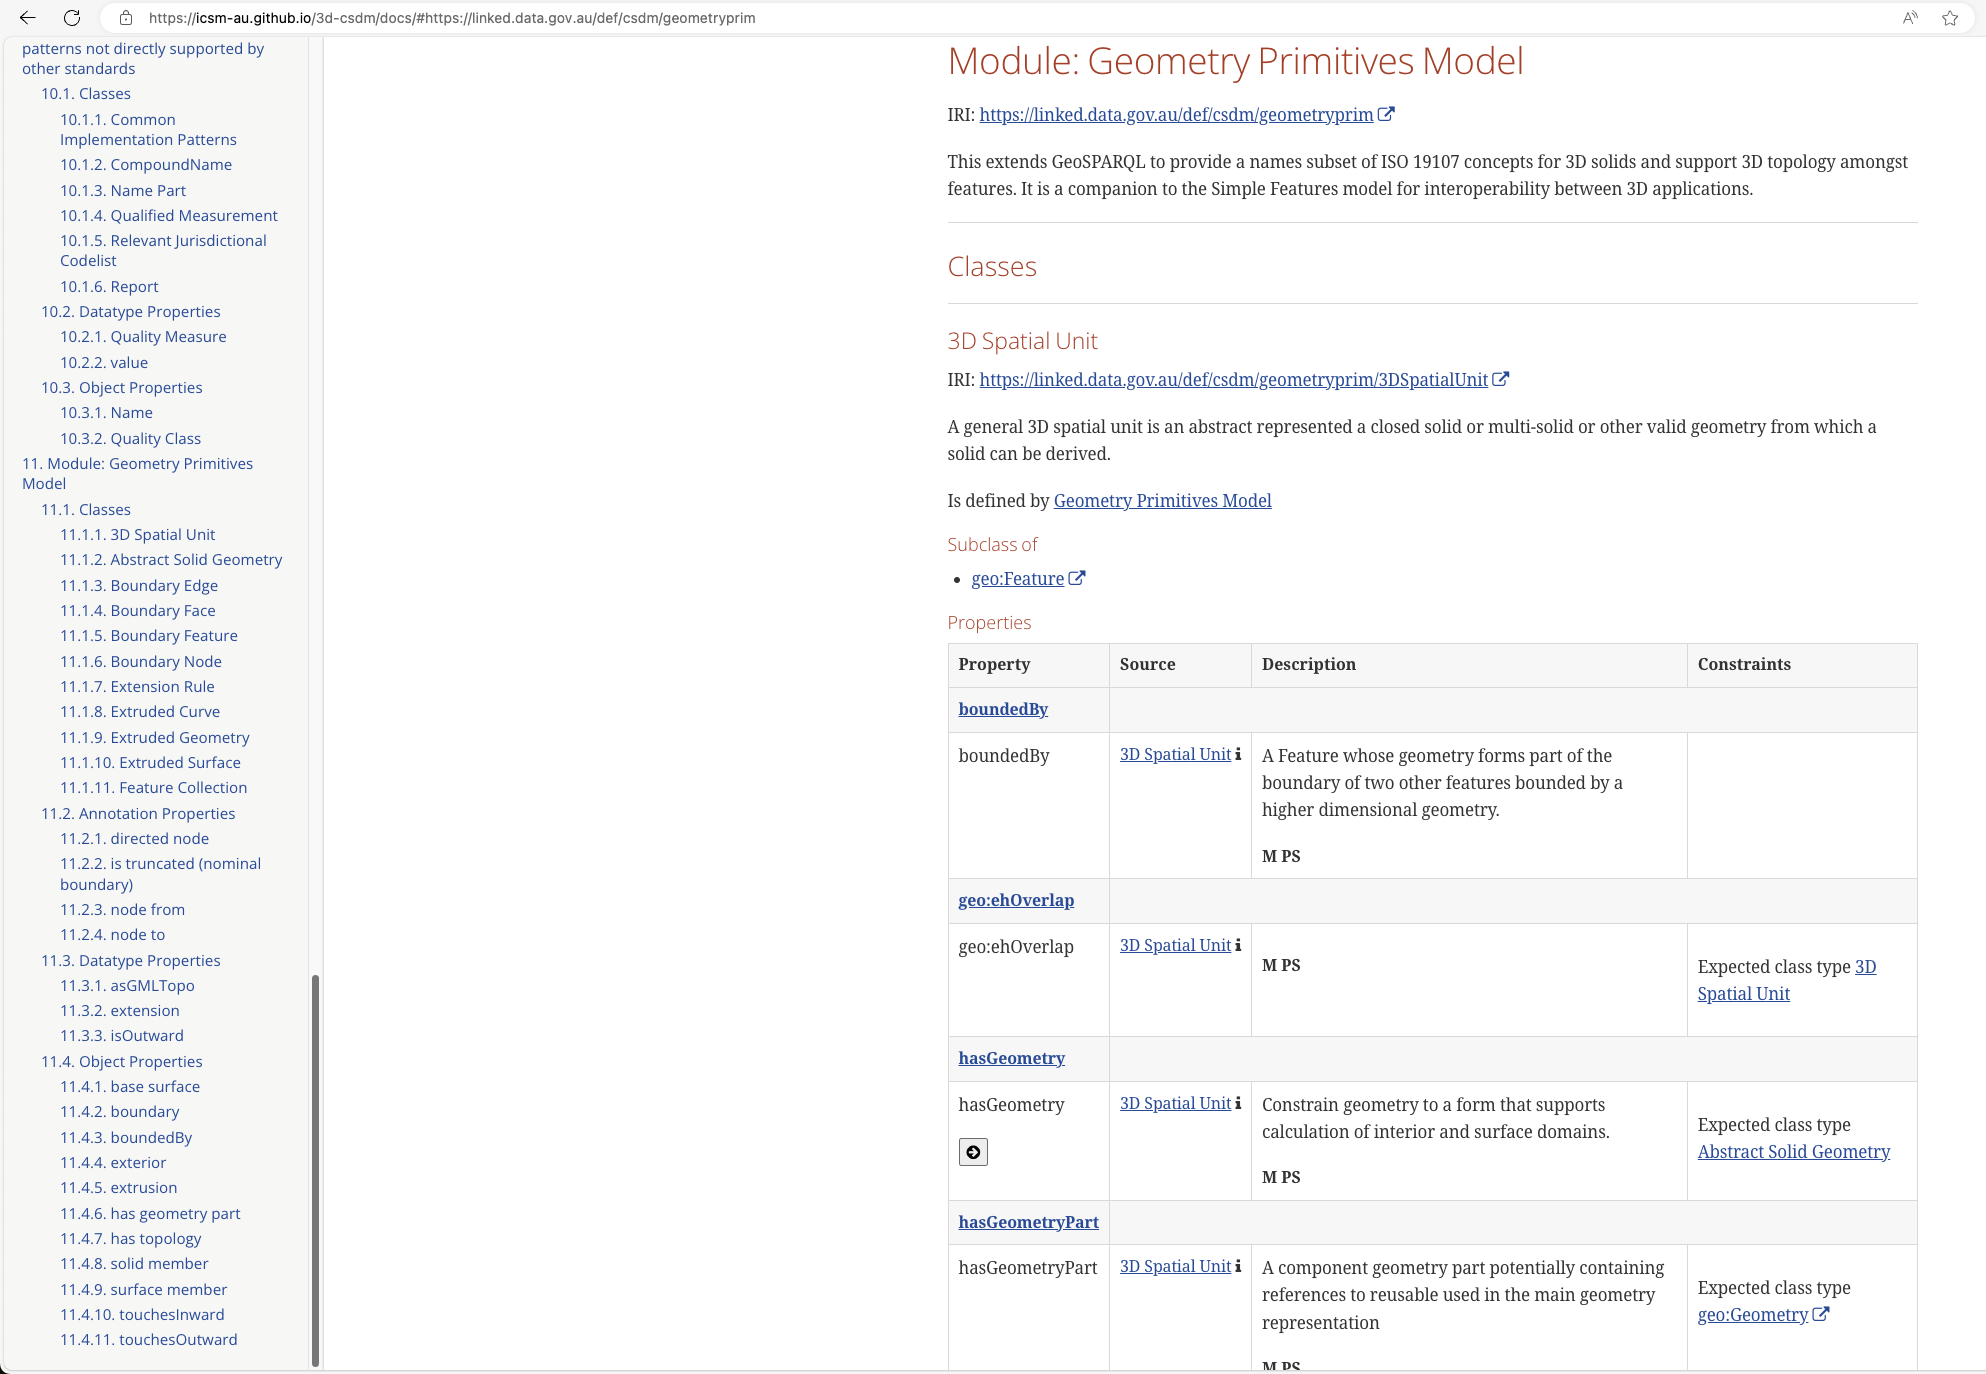 https://icsm-au.github.io/3d-csdm/docs/#https://linked.data.gov.au/def/csdm/geometryprim
patterns not directly supported by
other standards
10.1. Classes
10.1.1. Common
Implementation Patterns
10.1.2. CompoundName
10.1.3. Name Part
10.1.4. Qualified Measurement
10.1.5. Relevant Jurisdictional
Codelist
10.1.6. Report
10.2. Datatype Properties
10.2.1. Quality Measure
10.2.2. value
10.3. Object Properties
10.3.1. Name
10.3.2. Quality Class
11. Module: Geometry Primitives
Model
11.1. Classes
11.1.1. 3D Spatial Unit
11.1.2. Abstract Solid Geometry
11.1.3. Boundary Edge
11.1.4. Boundary Face
11.1.5. Boundary Feature
11.1.6. Boundary Node
11.1.7. Extension Rule
11.1.8. Extruded Curve
11.1.9. Extruded Geometry
11.1.10. Extruded Surface
11.1.11. Feature Collection
11.2. Annotation Properties
11.2.1. directed node
11.2.2. is truncated (nominal
boundary)
11.2.3. node from
11.2.4. node to
11.3. Datatype Properties
11.3.1. asGMLTopo
11.3.2. extension
11.3.3. isOutward
11.4. Object Properties
11.4.1. base surface
11.4.2. boundary
11.4.3. boundedBy
11.4.4. exterior
11.4.5. extrusion
11.4.6. has geometry part
11.4.7. has topology
11.4.8. solid member
11.4.9. surface member
11.4.10. touchesInward
11.4.11. touchesOutward
Module: Geometry Primitives Model
IRI: https://linked.data.gov.au/def/csdm/geometryprim
This extends GeoSPARQL to provide a names subset of ISO 19107 concepts for 3D solids and support 3D topology amongst
features. It is a companion to the Simple Features model for interoperability between 3D applications.
Classes
3D Spatial Unit
IRI: https://linked.data.gov.au/def/csdm/geometryprim/3DSpatialUnit
A general 3D spatial unit is an abstract represented a closed solid or multi-solid or other valid geometry from which a
solid can be derived.
Is defined by Geometry Primitives Model
Subclass of
• geo:Feature
Properties
Property Source Description Constraints
boundedBy
boundedBy 3D Spatial Unit A Feature whose geometry forms part of the
boundary of two other features bounded by a
higher dimensional geometry.
M PS
geo:ehOverlap
geo:ehOverlap 3D Spatial Unit
M PS
Expected class type 3D
Spatial Unit
hasGeometry
hasGeometry 3D Spatial Unit Constrain geometry to a form that supports
calculation of interior and surface domains.
M PS
Expected class type
Abstract Solid Geometry
hasGeometryPart
hasGeometryPart 3D Spatial Unit A component geometry part potentially containing
references to reusable used in the main geometry
representation
M PS
Expected class type
geo:Geometry